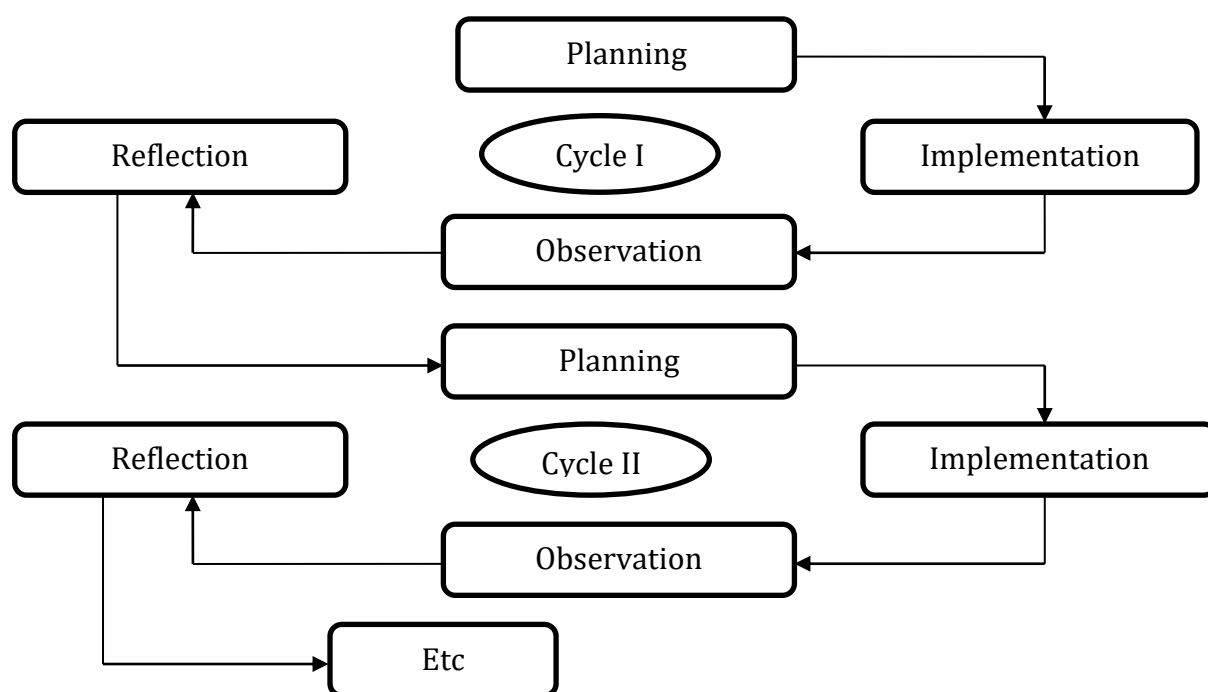 Planning
Reflection
Cycle I
Implementation
Observation
Planning
Reflection
Cycle II
Implementation
Observation
Etc